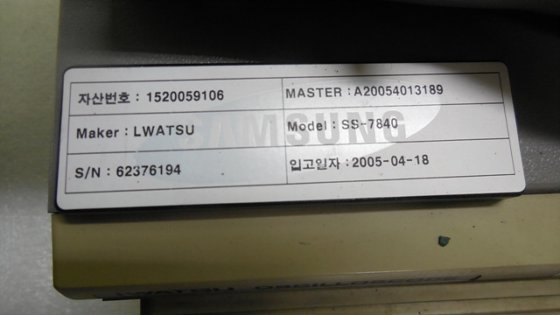 자산번호 : 1520059106 MASTER : A20054013189
Maker : LWATSU Model : SS-7840
SAMSUNG
S/N : 62376194 입고일자 : 2005-04-18